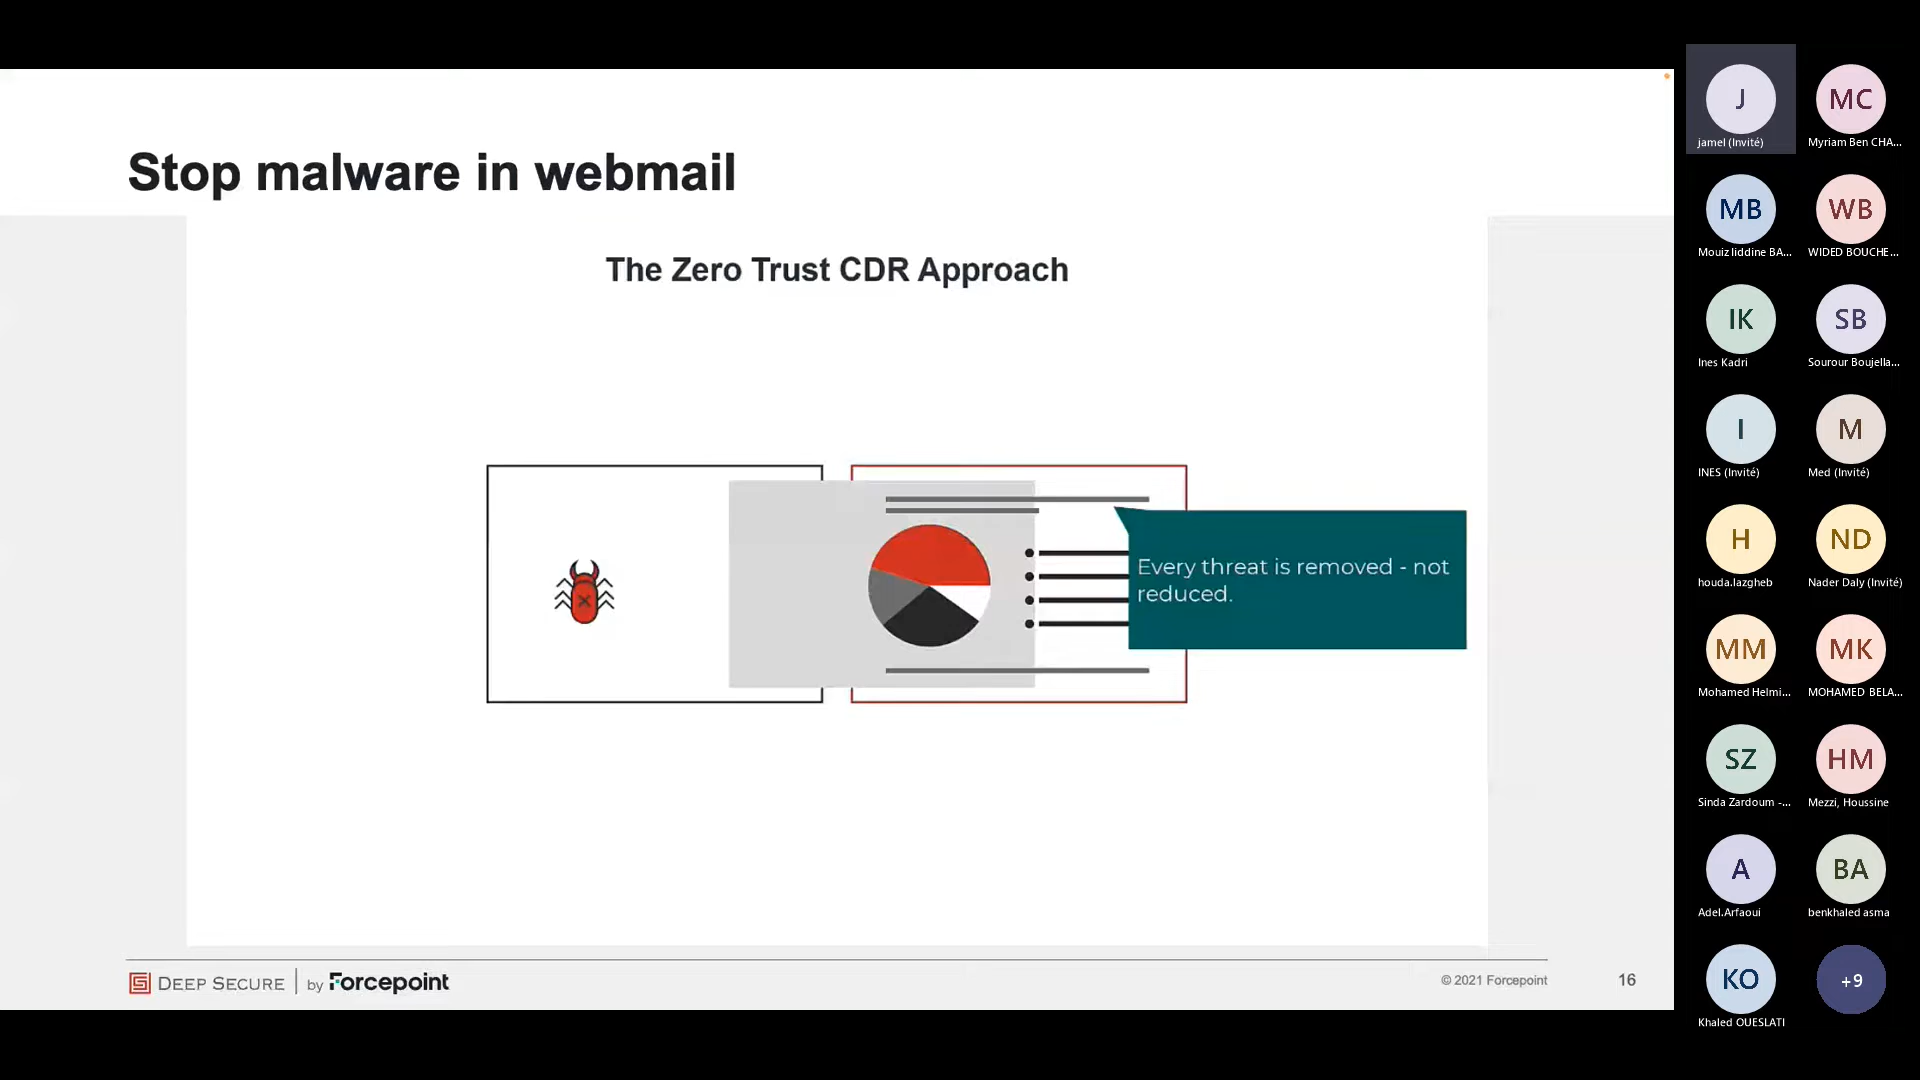 Stop malware in webmail
The Zero Trust CDR Approach
Every threat is removed - not
reduced.
DEEP SECURE | by Forcepoint
© 2021 Forcepoint
16
J
jamel (Invité)
MC
Myriam Ben CHA...
MB
Mouiz liddine BA...
WB
WIDED BOUCHE...
IK
Ines Kadri
SB
Sourour Boujella...
I
INES (Invité)
M
Med (Invité)
H
houda.lazgheb
ND
Nader Daly (Invité)
MM
Mohamed Helmi...
MK
MOHAMED BELA...
SZ
Sinda Zardoum -...
HM
Mezzi, Houssine
A
Adel.Arfaoui
BA
benkhaled asma
KO
Khaled OUESLATI
+9